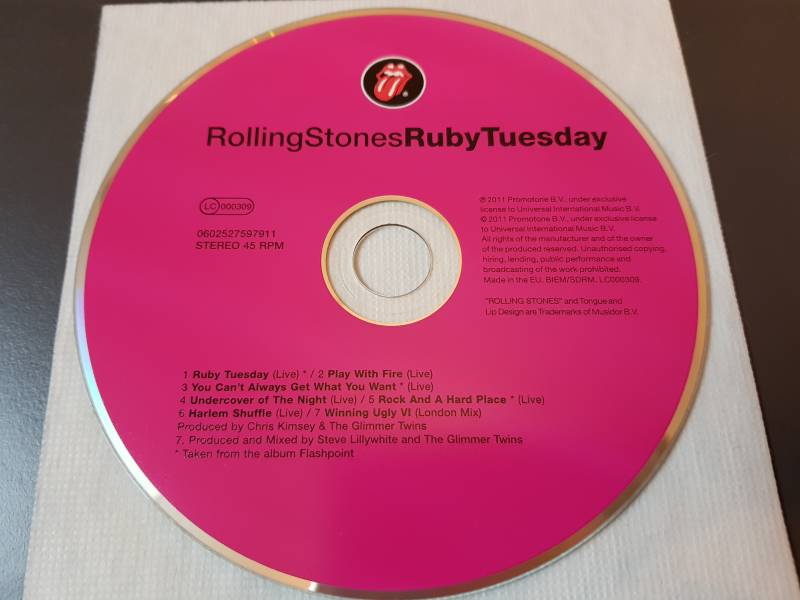 RollingStonesRubyTuesday
LC 000309
0602527597911
STEREO 45 RPM
℗ 2011 Promotone B.V., under exclusive
license to Universal International Music B.V.
© 2011 Promotone B.V., under exclusive license
to Universal International Music B.V.
All rights of the manufacturer and of the owner
of the produced reserved. Unauthorised copying,
hiring, lending, public performance and
broadcasting of the work prohibited.
Made in the EU. BIEM/SDRM. LC000309.
"ROLLING STONES" and Tongue and
Lip Design are Trademarks of Musidor B.V.
1 Ruby Tuesday (Live) * / 2 Play With Fire (Live)
3 You Can't Always Get What You Want * (Live)
4 Undercover of The Night (Live) / 5 Rock And A Hard Place * (Live)
6 Harlem Shuffle (Live) / 7 Winning Ugly VI (London Mix)
Produced by Chris Kimsey & The Glimmer Twins
7. Produced and Mixed by Steve Lillywhite and The Glimmer Twins
* Taken from the album Flashpoint